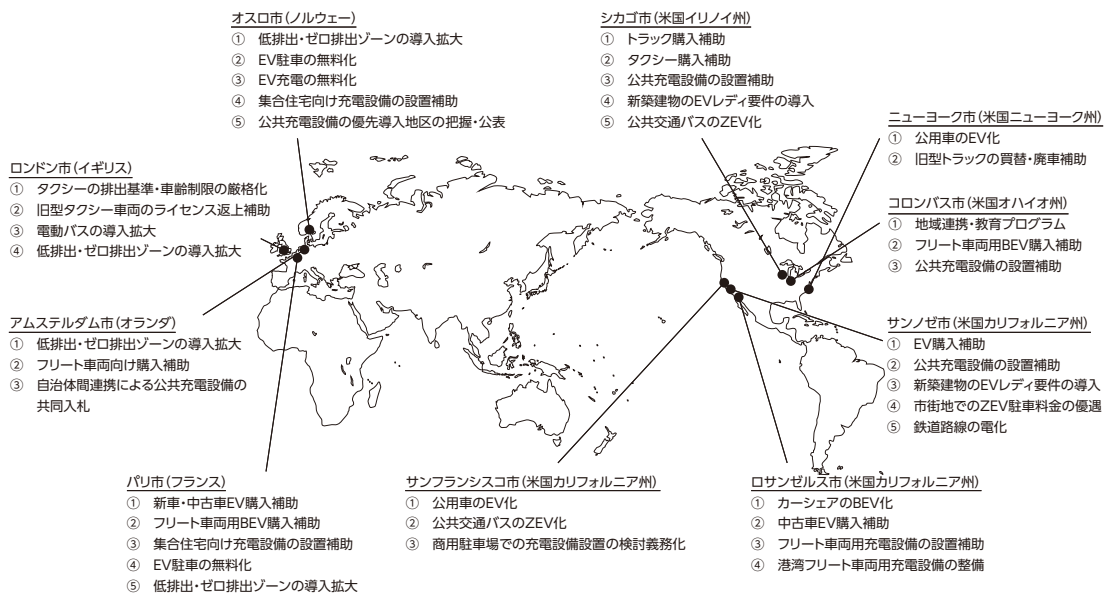 オスロ市(ノルウェー)
① 低排出・ゼロ排出ゾーンの導入拡大
② EV駐車の無料化
③ EV充電の無料化
④ 集合住宅向け充電設備の設置補助
⑤ 公共充電設備の優先導入地区の把握・公表
シカゴ市(米国イリノイ州)
① トラック購入補助
② タクシー購入補助
③ 公共充電設備の設置補助
④ 新築建物のEVレディ要件の導入
⑤ 公共交通バスのZEV化
ニューヨーク市(米国ニューヨーク州)
① 公用車のEV化
② 旧型トラックの買替・廃車補助
ロンドン市(イギリス)
① タクシーの排出基準・車齢制限の厳格化
② 旧型タクシー車両のライセンス返上補助
③ 電動バスの導入拡大
④ 低排出・ゼロ排出ゾーンの導入拡大
コロンバス市(米国オハイオ州)
① 地域連携・教育プログラム
② フリート車両用BEV購入補助
③ 公共充電設備の設置補助
アムステルダム市(オランダ)
① 低排出・ゼロ排出ゾーンの導入拡大
② フリート車両向け購入補助
③ 自治体間連携による公共充電設備の
共同入札
サンノゼ市(米国カリフォルニア州)
① EV購入補助
② 公共充電設備の設置補助
③ 新築建物のEVレディ要件の導入
④ 市街地でのZEV駐車料金の優遇
⑤ 鉄道路線の電化
パリ市(フランス)
① 新車・中古車EV購入補助
② フリート車両用BEV購入補助
③ 集合住宅向け充電設備の設置補助
④ EV駐車の無料化
⑤ 低排出・ゼロ排出ゾーンの導入拡大
サンフランシスコ市(米国カリフォルニア州)
① 公用車のEV化
② 公共交通バスのZEV化
③ 商用駐車場での充電設備設置の検討義務化
ロサンゼルス市(米国カリフォルニア州)
① カーシェアのBEV化
② 中古車EV購入補助
③ フリート車両用充電設備の設置補助
④ 港湾フリート車両用充電設備の整備